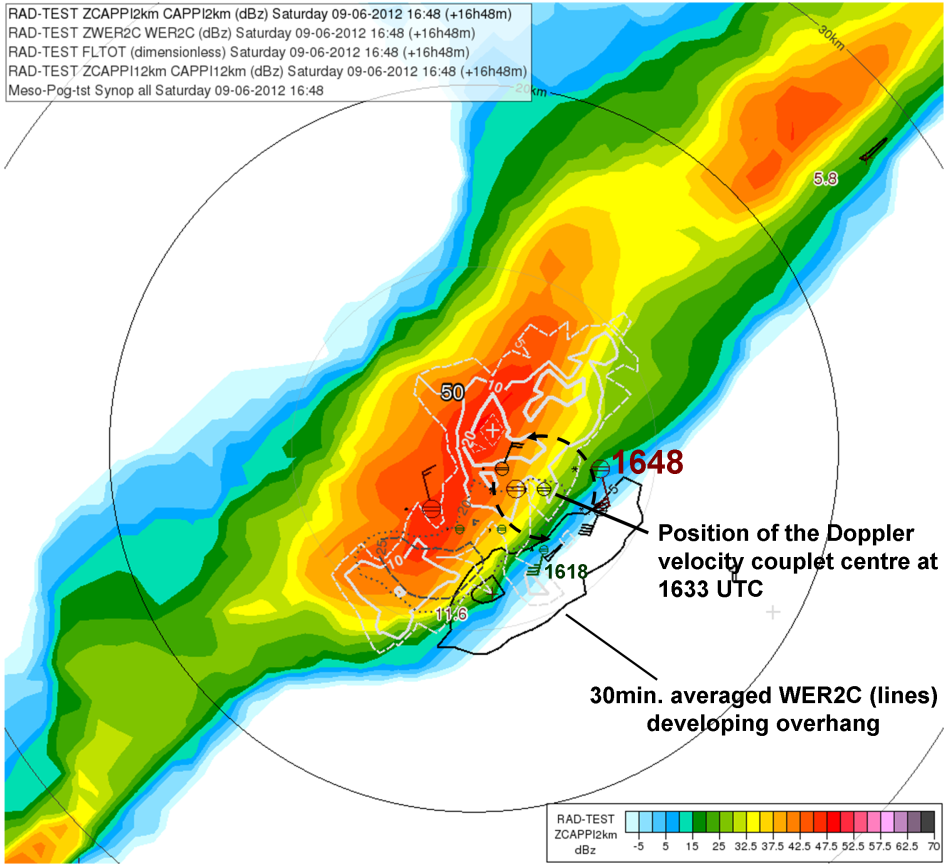 RAD-TEST ZCAPPI2km CAPPI2km (dBz) Saturday 09-06-2012 16:48 (+16h48m)
RAD-TEST ZWER2C WER2C (dBz) Saturday 09-06-2012 16:48 (+16h48m)
RAD-TEST FLTOT (dimensionless) Saturday 09-06-2012 16:48 (+16h48m)
RAD-TEST ZCAPPI12km CAPPI12km (dBz) Saturday 09-06-2012 16:48 (+16h48m)
Meso-Pog-tst Synop all Saturday 09-06-2012 16:48
30km
20km
5.8
5
50
10
20
1648
5
20
25
10
Position of the Doppler
velocity couplet centre at
1633 UTC
1618
11.6
30min. averaged WER2C (lines)
developing overhang
RAD-TEST
ZCAPPI2km
dBz
-5 5 15 25 32.5 37.5 42.5 47.5 52.5 57.5 62.5 70